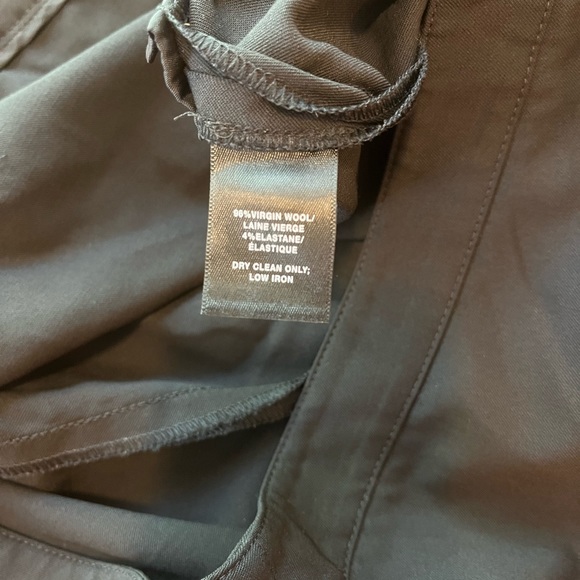 96%VIRGIN WOOL/
LAINE VIERGE
4%ELASTANE/
ÉLASTIQUE
DRY CLEAN ONLY;
LOW IRON